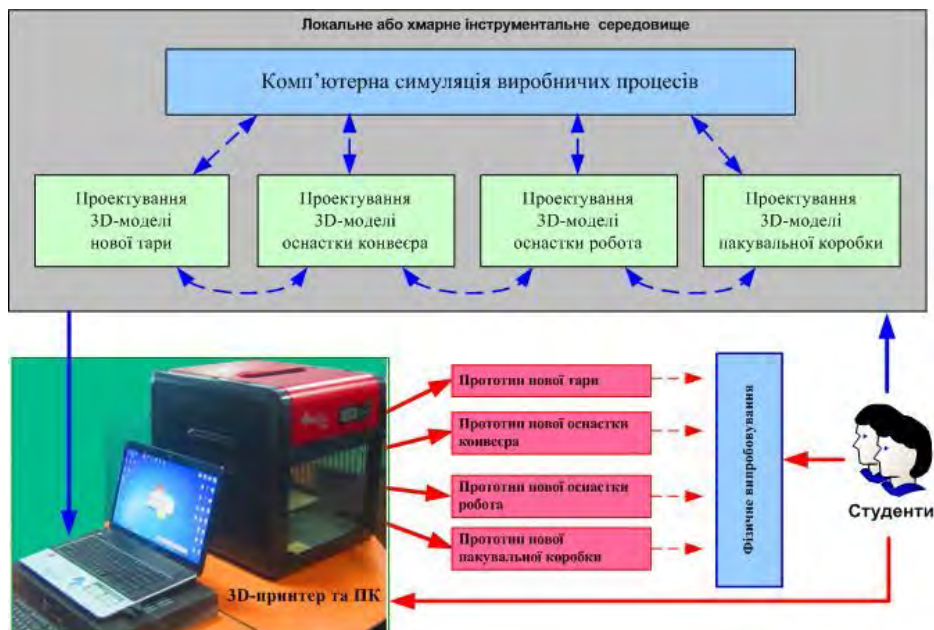 Локальне або хмарне інструментальне середовище
Комп’ютерна симуляція виробничих процесів
Проектування
3D-моделі
нової тари
Проектування
3D-моделі
оснастки конвеєра
Проектування
3D-моделі
оснастки робота
Проектування
3D-моделі
пакувальної коробки
Прототип нової тари
Прототип нової оснастки
конвеєра
Прототип нової оснастки
робота
Прототип нової
пакувальної коробки
Фізичне випробовування
Студенти
3D-принтер та ПК